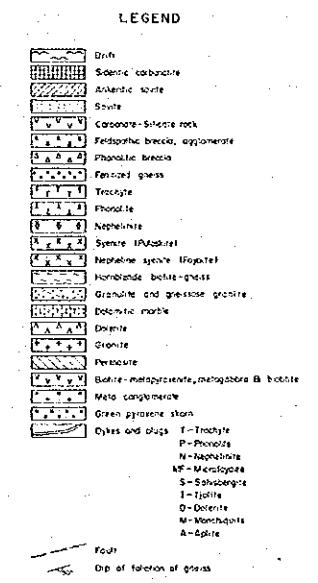 LEGEND
Drift
Sideritic carbonatite
Ankeritic sovite
Sovite
Carbonate-Silicate rock
Feldspathic breccia, agglomerate
Phonolitic breccia
Fenitized gneiss
Trachyte
Phonolite
Nephelinite
Syenite (Pulaskite)
Nepheline syenite (Foyaite)
Hornblende biotite-gneiss
Granulite and gneissose granite
Dolomitic marble
Dolerite
Granite
Perthosite
Biotite-metapyroxenite, metagabbro & biotite
Meta conglomerate
Green pyroxene skarn
Dykes and plugs T-Trachyte
P-Phonolite
N-Nephelinite
MF-Microfoyaite
S-Solvsbergite
I-Ijolite
D-Dolerite
M-Monchiquite
A-Aplite
Fault
Dip of foliation of gneiss